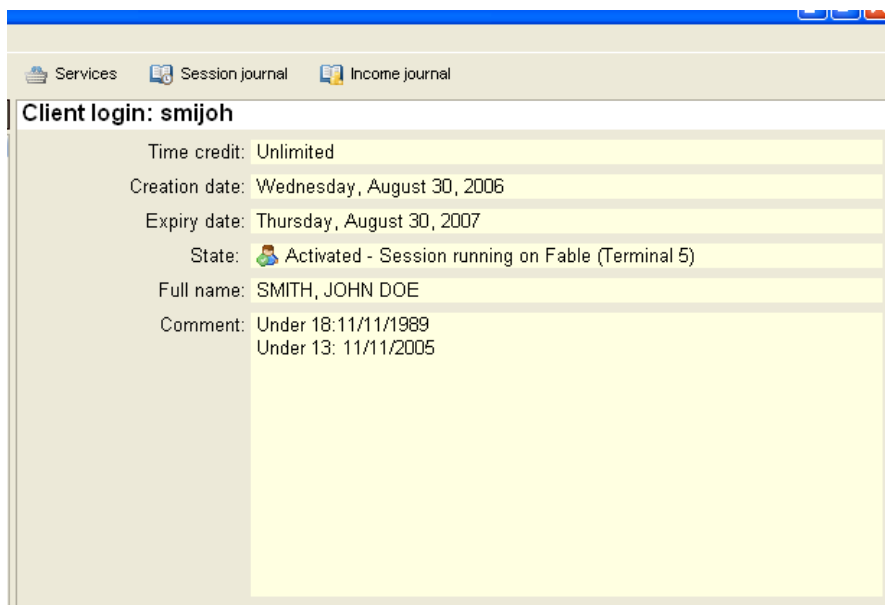 Services Session journal Income journal
Client login: smijoh
Time credit: Unlimited
Creation date: Wednesday, August 30, 2006
Expiry date: Thursday, August 30, 2007
State: Activated - Session running on Fable (Terminal 5)
Full name: SMITH, JOHN DOE
Comment: Under 18:11/11/1989
Under 13: 11/11/2005